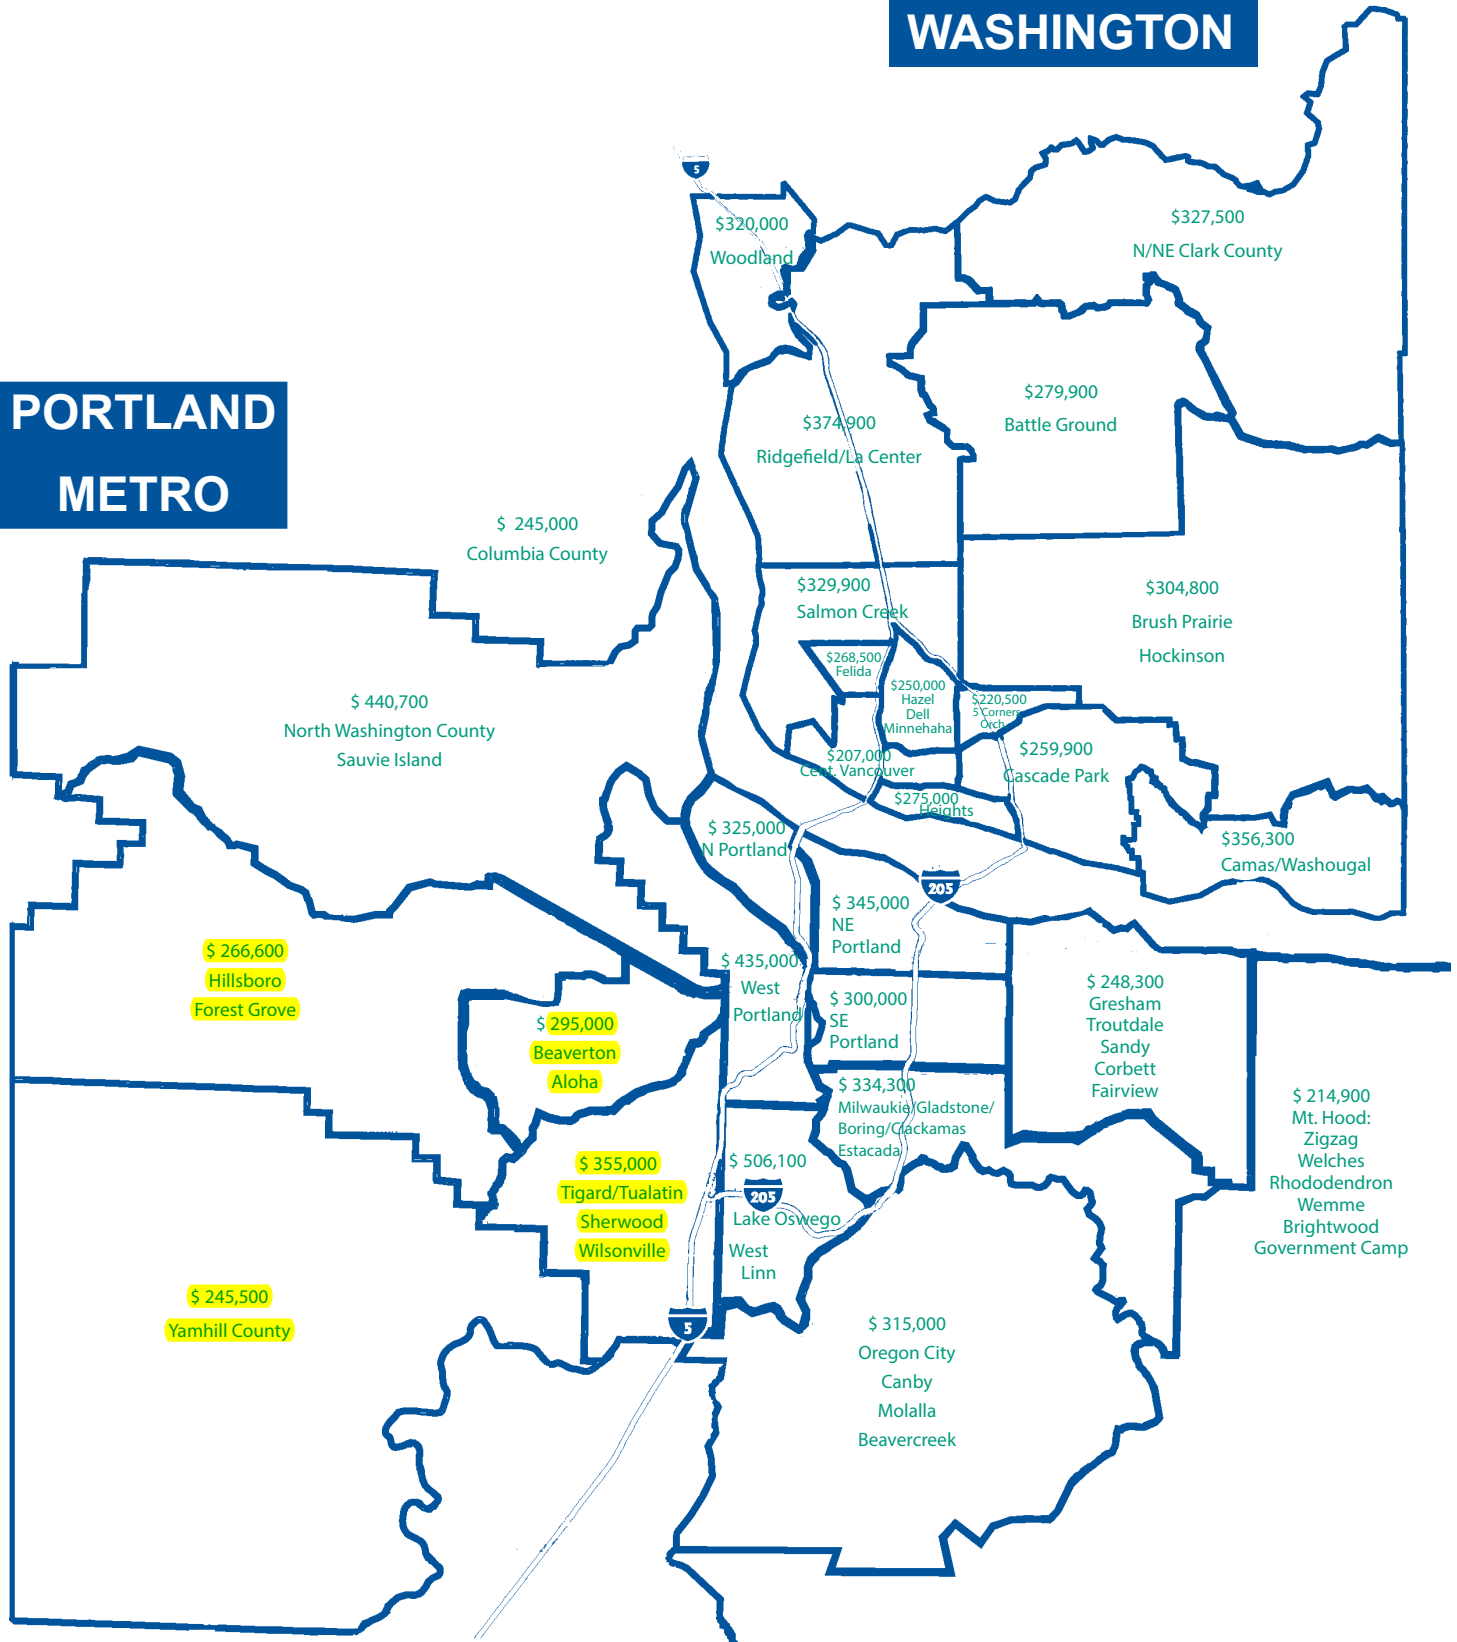 WASHINGTON
5
$320,000
Woodland
$327,500
N/NE Clark County
PORTLAND
METRO
$279,900
Battle Ground
$374,900
Ridgefield/La Center
$ 245,000
Columbia County
$329,900
Salmon Creek
$304,800
Brush Prairie
Hockinson
$268,500
Felida
$250,000
Hazel
Dell
Minnehaha
$220,500
5 Corners
Orch
$ 440,700
North Washington County
Sauvie Island
$207,000
Cent. Vancouver
$259,900
Cascade Park
$275,000
Heights
$ 325,000
N Portland
$356,300
Camas/Washougal
205
$ 345,000
NE
Portland
$ 266,600
Hillsboro
Forest Grove
$ 435,000
West
Portland
$ 300,000
SE
Portland
$ 248,300
Gresham
Troutdale
Sandy
Corbett
Fairview
$ 295,000
Beaverton
Aloha
$ 334,300
Milwaukie/Gladstone/
Boring/Clackamas
Estacada
$ 214,900
Mt. Hood:
Zigzag
Welches
Rhododendron
Wemme
Brightwood
Government Camp
$ 355,000
Tigard/Tualatin
Sherwood
Wilsonville
$ 506,100
205
Lake Oswego
West
Linn
$ 245,500
Yamhill County
5
$ 315,000
Oregon City
Canby
Molalla
Beavercreek